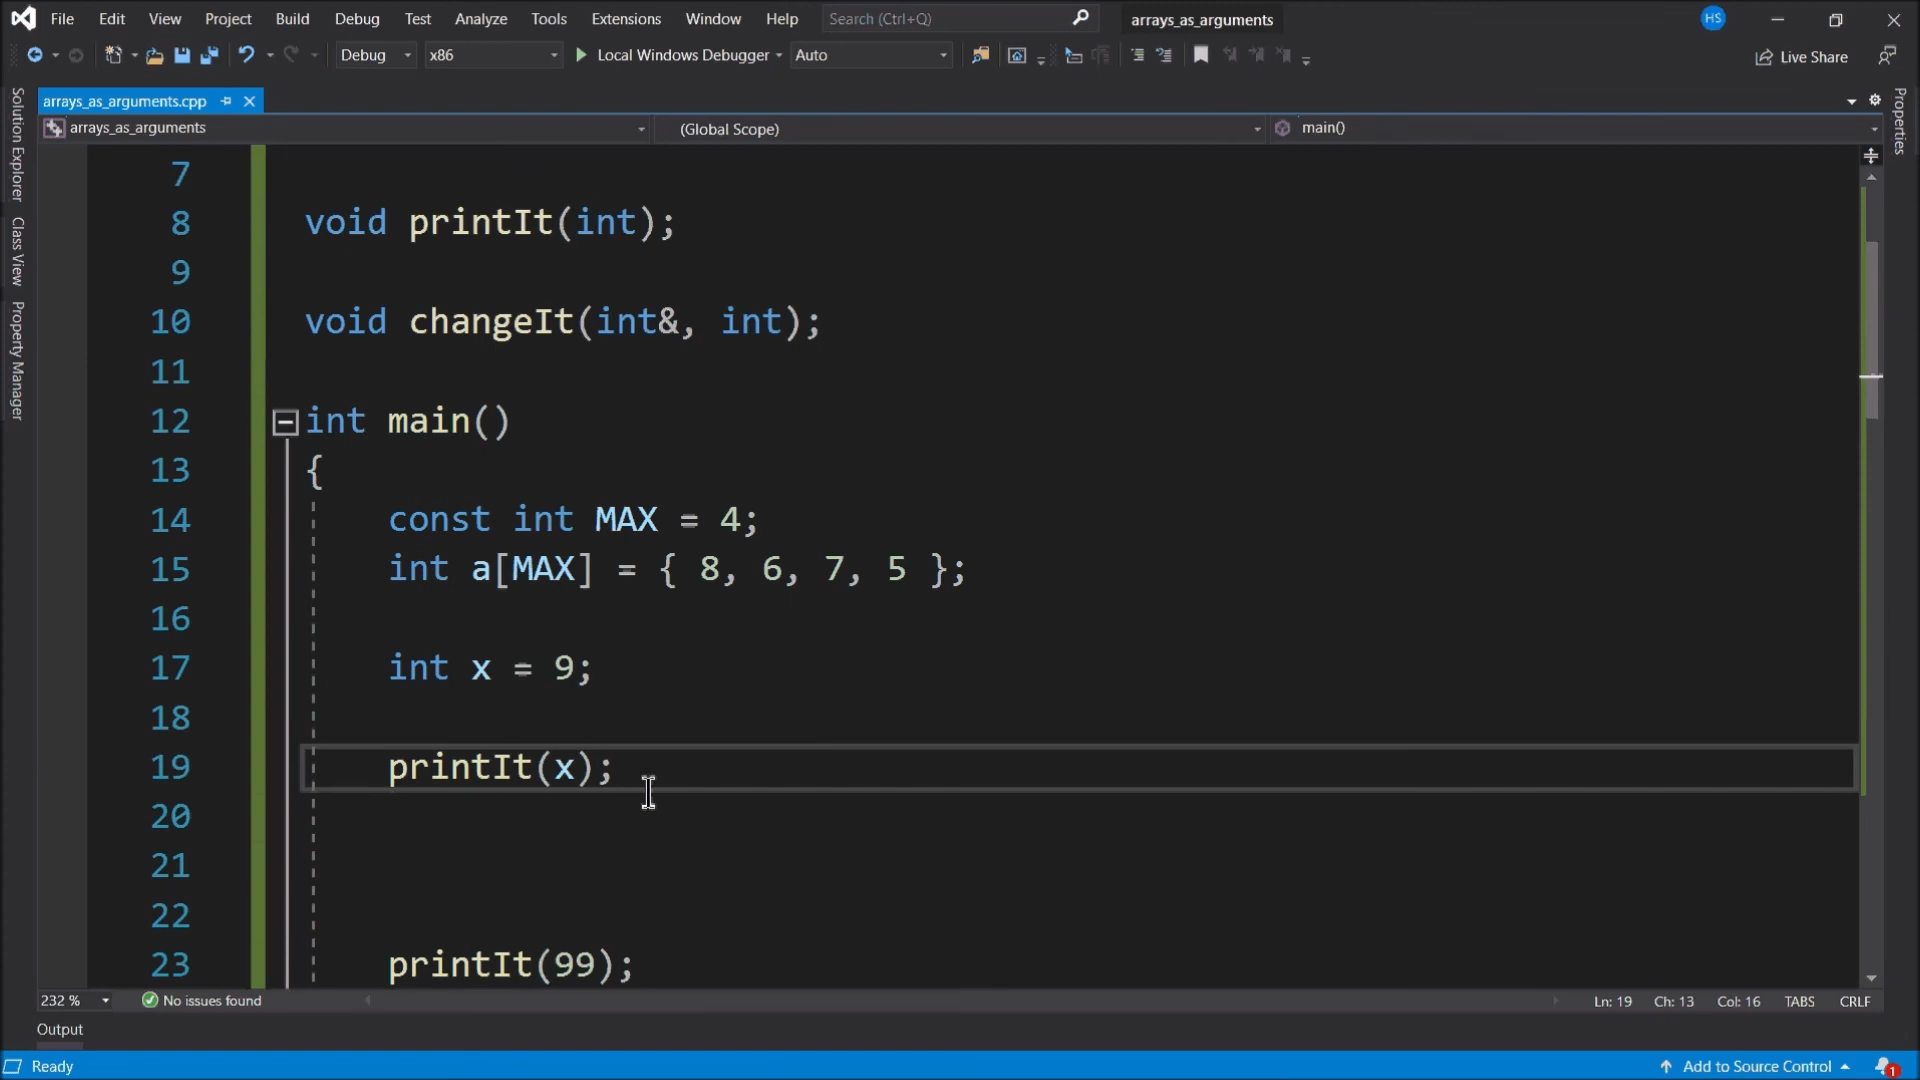 File Edit View Project Build Debug Test Analyze Tools Extensions Window Help Search (Ctrl+Q) arrays_as_arguments HS
Debug x86 Local Windows Debugger Auto Live Share
Solution Explorer
Class View
Property Manager
Properties
arrays_as_arguments.cpp
arrays_as_arguments (Global Scope) main()
7
8 void printIt(int);
9
10 void changeIt(int&, int);
11
12 int main()
13 {
14 const int MAX = 4;
15 int a[MAX] = { 8, 6, 7, 5 };
16
17 int x = 9;
18
19 printIt(x);
20
21
22
23 printIt(99);
232 % No issues found Ln: 19 Ch: 13 Col: 16 TABS CRLF
Output
Ready Add to Source Control 1